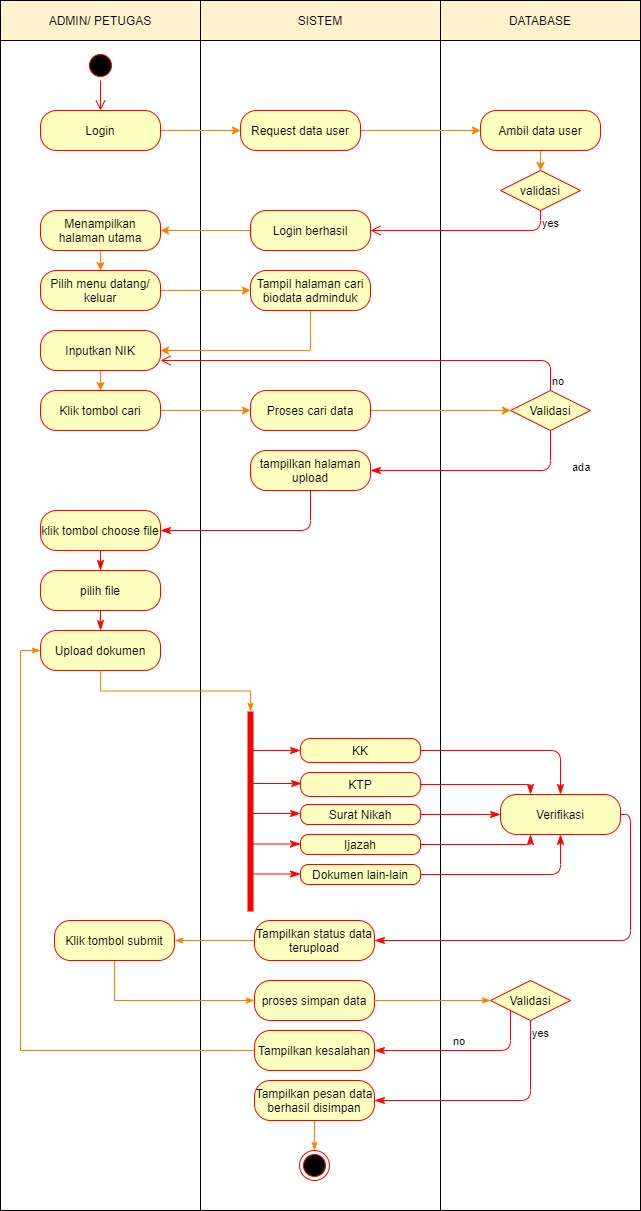 ADMIN/ PETUGAS
SISTEM
DATABASE
Login
Request data user
Ambil data user
validasi
yes
Menampilkan
halaman utama
Login berhasil
Pilih menu datang/
keluar
Tampil halaman cari
biodata adminduk
Inputkan NIK
no
Klik tombol cari
Proses cari data
Validasi
ada
tampilkan halaman
upload
klik tombol choose file
pilih file
Upload dokumen
KK
KTP
Surat Nikah
Verifikasi
Ijazah
Dokumen lain-lain
Klik tombol submit
Tampilkan status data
terupload
proses simpan data
Validasi
yes
no
Tampilkan kesalahan
Tampilkan pesan data
berhasil disimpan